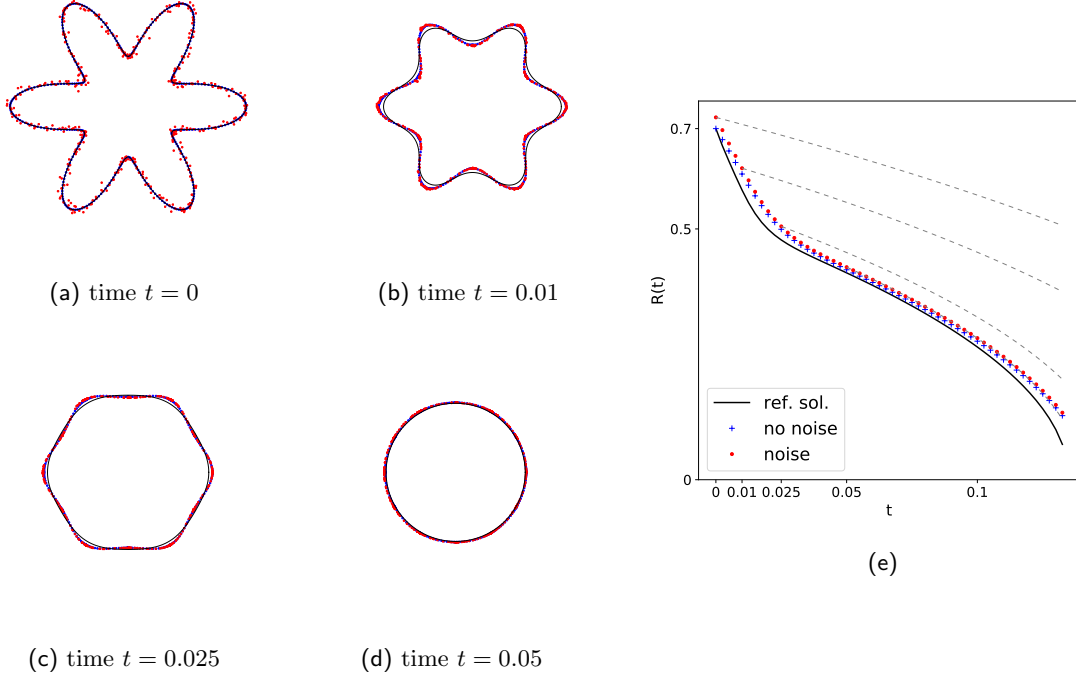 (a) time t = 0
(b) time t = 0.01
(c) time t = 0.025
(d) time t = 0.05
R(t)
0.7
0.5
0
ref. sol.
no noise
noise
0 0.01 0.025 0.05 0.1
t
(e)